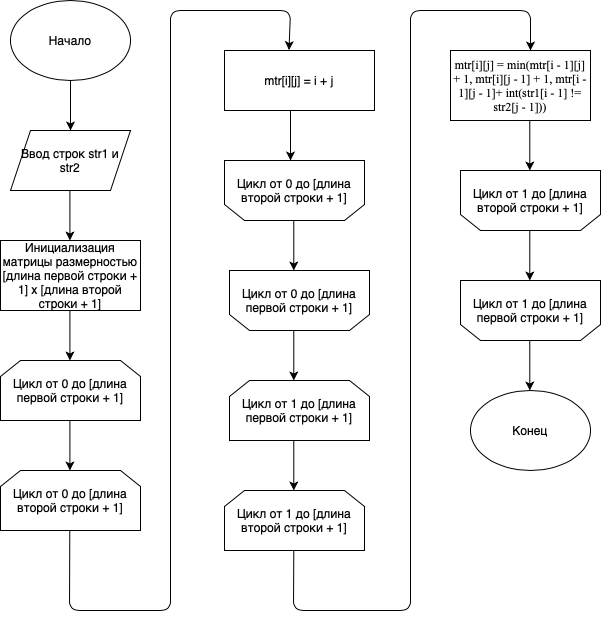 Начало
Ввод строк str1 и
str2
Инициализация
матрицы размерностью
[длина первой строки +
1] x [длина второй
строки + 1]
Цикл от 0 до [длина
первой строки + 1]
Цикл от 0 до [длина
второй строки + 1]
mtr[i][j] = i + j
Цикл от 0 до [длина
второй строки + 1]
Цикл от 0 до [длина
первой строки + 1]
Цикл от 1 до [длина
первой строки + 1]
Цикл от 1 до [длина
второй строки + 1]
mtr[i][j] = min(mtr[i - 1][j]
+ 1, mtr[i][j - 1] + 1, mtr[i -
1][j - 1]+ int(str1[i - 1] !=
str2[j - 1]))
Цикл от 1 до [длина
второй строки + 1]
Цикл от 1 до [длина
первой строки + 1]
Конец